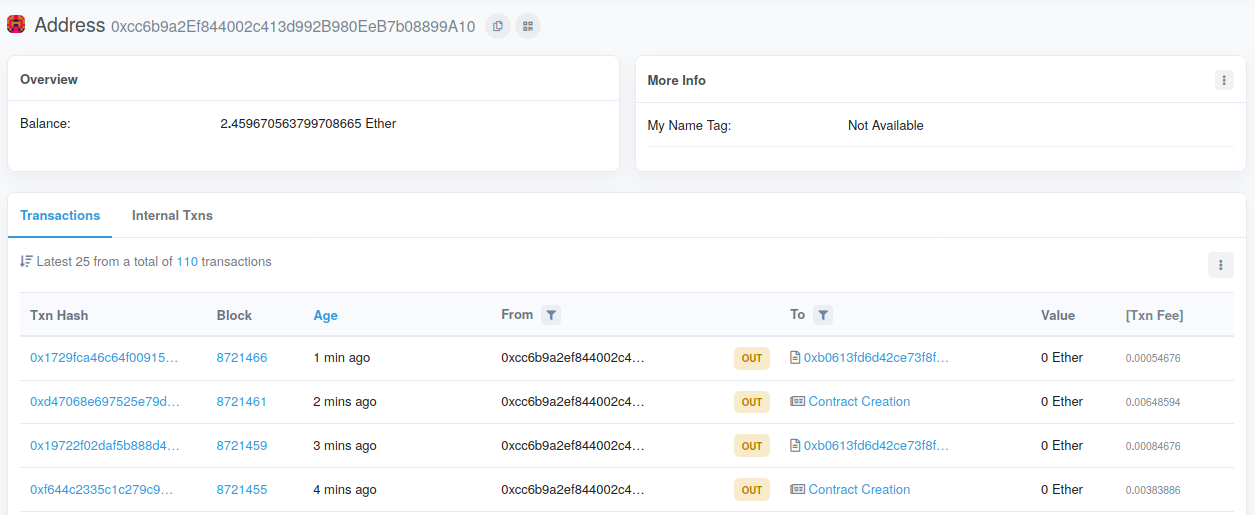 Address 0xcc6b9a2Ef844002c413d992B980EeB7b08899A10
Overview
Balance: 2.459670563799708665 Ether
More Info
My Name Tag: Not Available
Transactions Internal Txns
Latest 25 from a total of 110 transactions
Txn Hash Block Age From To Value [Txn Fee]
0x1729fca46c64f00915... 8721466 1 min ago 0xcc6b9a2ef844002c4... OUT 0xb0613fd6d42ce73f8f... 0 Ether 0.00054676
0xd47068e697525e79d... 8721461 2 mins ago 0xcc6b9a2ef844002c4... OUT Contract Creation 0 Ether 0.00648594
0x19722f02daf5b888d4... 8721459 3 mins ago 0xcc6b9a2ef844002c4... OUT 0xb0613fd6d42ce73f8f... 0 Ether 0.00084676
0xf644c2335c1c279c9... 8721455 4 mins ago 0xcc6b9a2ef844002c4... OUT Contract Creation 0 Ether 0.00383886